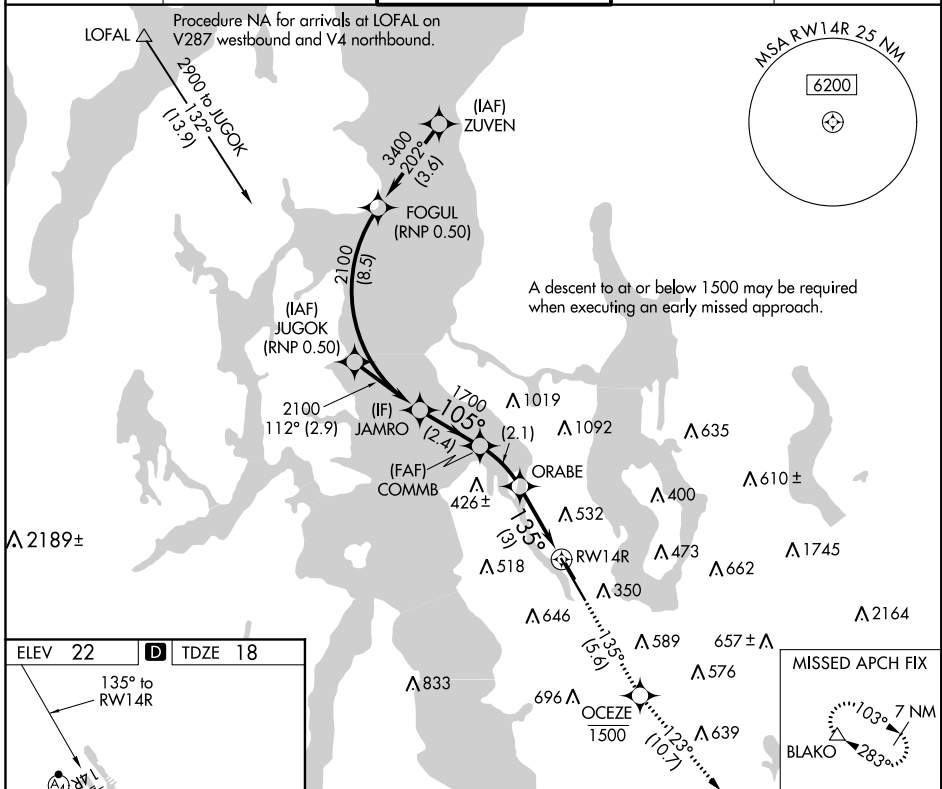 Procedure NA for arrivals at LOFAL on
V287 westbound and V4 northbound.
LOFAL
2900 to JUGOK
132°
(13.9)
MSA RW14R 25 NM
6200
(IAF)
ZUVEN
3400
202°
(3.6)
FOGUL
(RNP 0.50)
2100
(8.5)
A descent to at or below 1500 may be required
when executing an early missed approach.
(IAF)
JUGOK
(RNP 0.50)
2100
112° (2.9)
(IF)
JAMRO
1700
105°
(2.4)
(2.1)
1019
1092
635
(FAF)
COMMB
ORABE
426±
610±
400
532
135°
(3)
2189±
RW14R
473
1745
518
662
350
646
2164
135°
(5.6)
589
657±
576
833
696
OCEZE
1500
639
123°
(10.7)
ELEV 22
D
TDZE 18
135° to
RW14R
14R
MISSED APCH FIX
103°
7 NM
BLAKO
283°